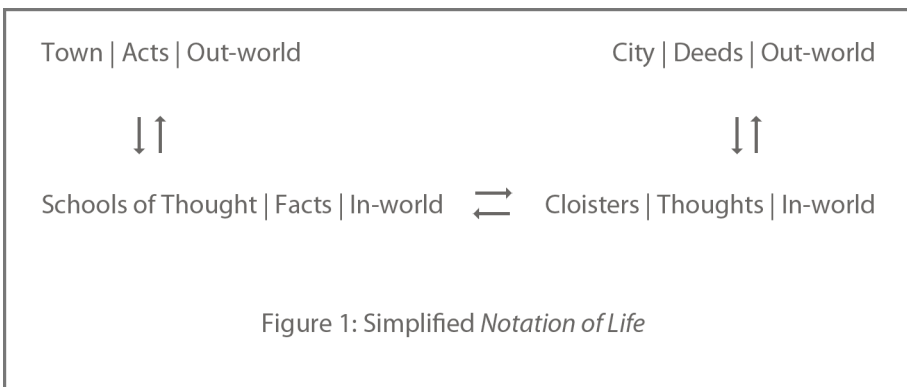 Town | Acts | Out-world
City | Deeds | Out-world
Schools of Thought | Facts | In-world
Cloisters | Thoughts | In-world
Figure 1: Simplified Notation of Life